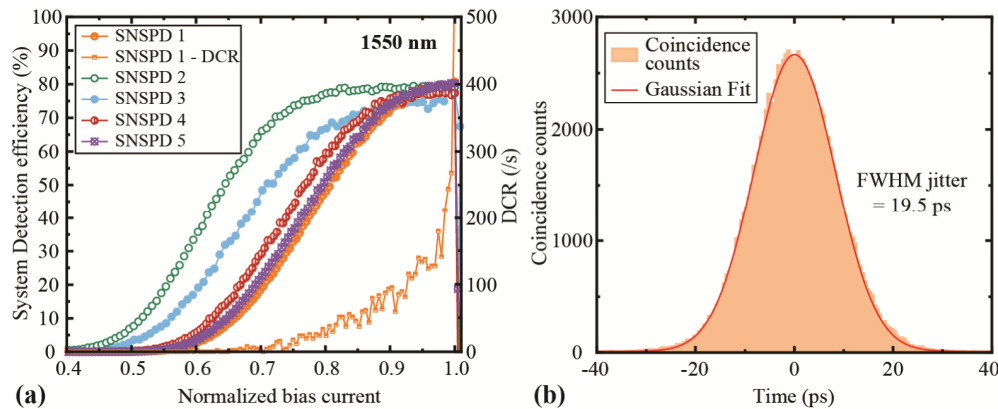 100
90
80
70
60
50
40
30
20
10
0
System Detection efficiency (%)
SNSPD 1
SNSPD 1 - DCR
SNSPD 2
SNSPD 3
SNSPD 4
SNSPD 5
1550 nm
500
400
300
200
100
0
DCR (/s)
0.4 0.5 0.6 0.7 0.8 0.9 1.0
Normalized bias current
(a)
3000
2000
1000
0
Coincidence counts
Coincidence
counts
Gaussian Fit
FWHM jitter
= 19.5 ps
-40 -20 0 20 40
Time (ps)
(b)